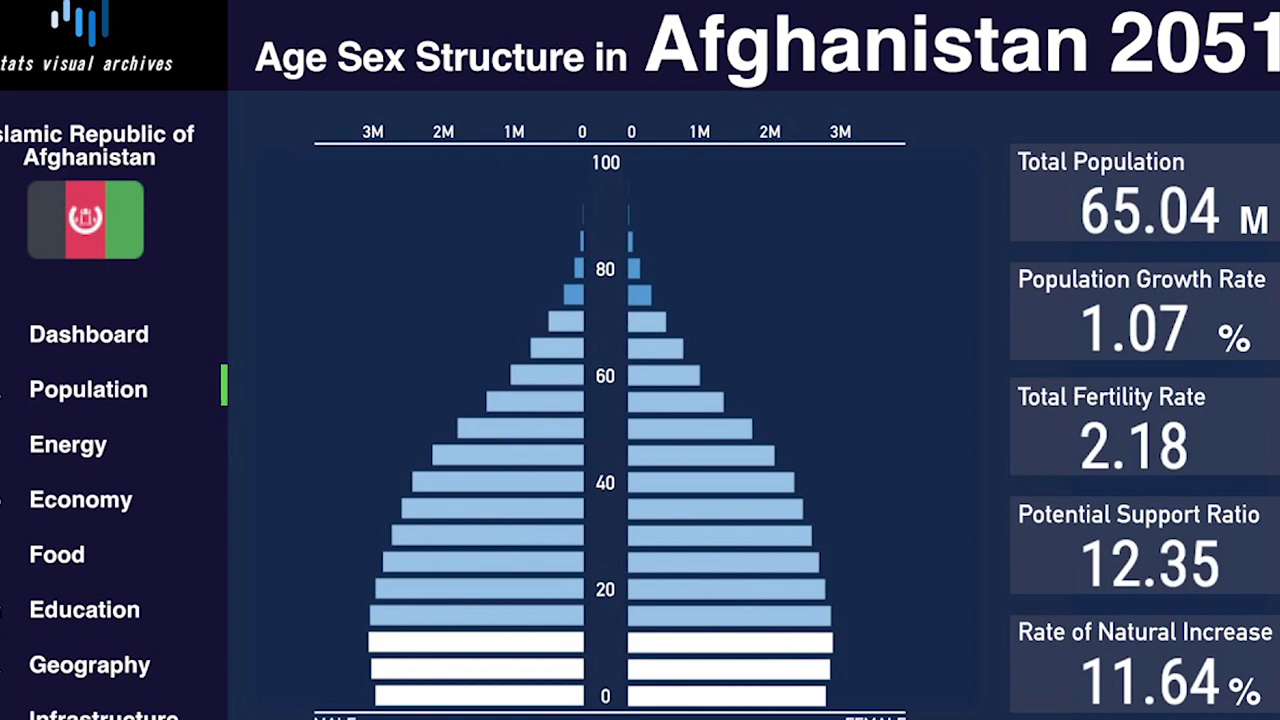 tats visual archives
Age Sex Structure in Afghanistan 2051
slamic Republic of
Afghanistan
Dashboard
Population
Energy
Economy
Food
Education
Geography
Infrastructure
3M 2M 1M 0 0 1M 2M 3M
100
80
60
40
20
0
MALE FEMALE
Total Population
65.04 M
Population Growth Rate
1.07 %
Total Fertility Rate
2.18
Potential Support Ratio
12.35
Rate of Natural Increase
11.64 %